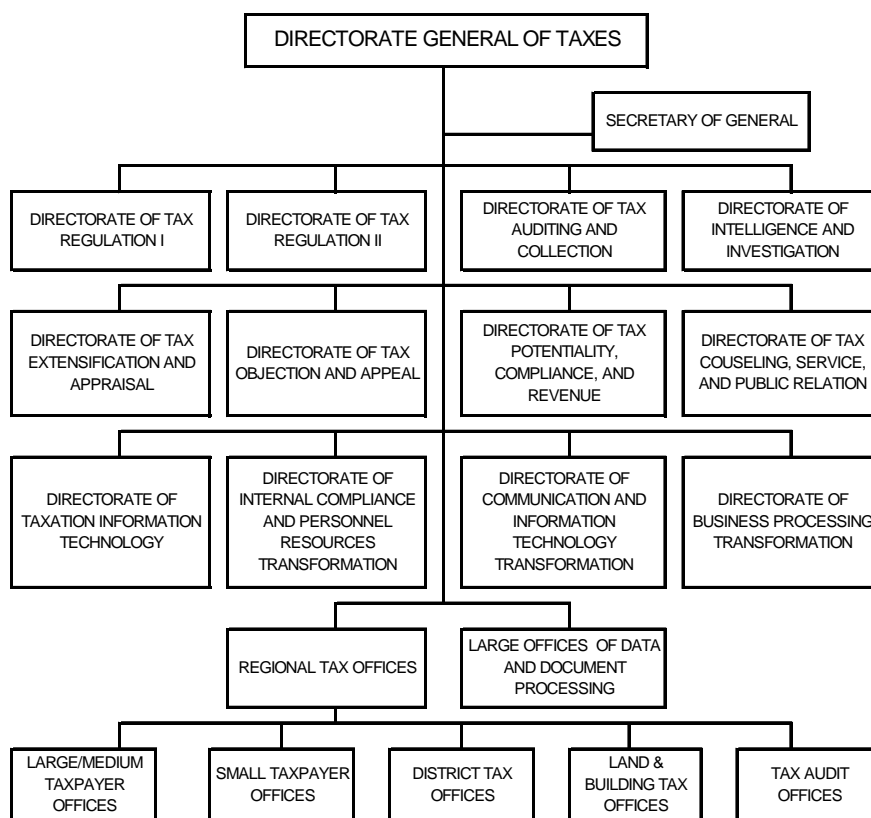 DIRECTORATE GENERAL OF TAXES
SECRETARY OF GENERAL
DIRECTORATE OF TAX
REGULATION I
DIRECTORATE OF TAX
REGULATION II
DIRECTORATE OF TAX
AUDITING AND
COLLECTION
DIRECTORATE OF
INTELLIGENCE AND
INVESTIGATION
DIRECTORATE OF TAX
EXTENSIFICATION AND
APPRAISAL
DIRECTORATE OF TAX
OBJECTION AND APPEAL
DIRECTORATE OF TAX
POTENTIALITY,
COMPLIANCE, AND
REVENUE
DIRECTORATE OF TAX
COUSELING, SERVICE,
AND PUBLIC RELATION
DIRECTORATE OF
TAXATION INFORMATION
TECHNOLOGY
DIRECTORATE OF
INTERNAL COMPLIANCE
AND PERSONNEL
RESOURCES
TRANSFORMATION
DIRECTORATE OF
COMMUNICATION AND
INFORMATION
TECHNOLOGY
TRANSFORMATION
DIRECTORATE OF
BUSINESS PROCESSING
TRANSFORMATION
REGIONAL TAX OFFICES
LARGE OFFICES OF DATA
AND DOCUMENT
PROCESSING
LARGE/MEDIUM
TAXPAYER
OFFICES
SMALL TAXPAYER
OFFICES
DISTRICT TAX
OFFICES
LAND &
BUILDING TAX
OFFICES
TAX AUDIT
OFFICES